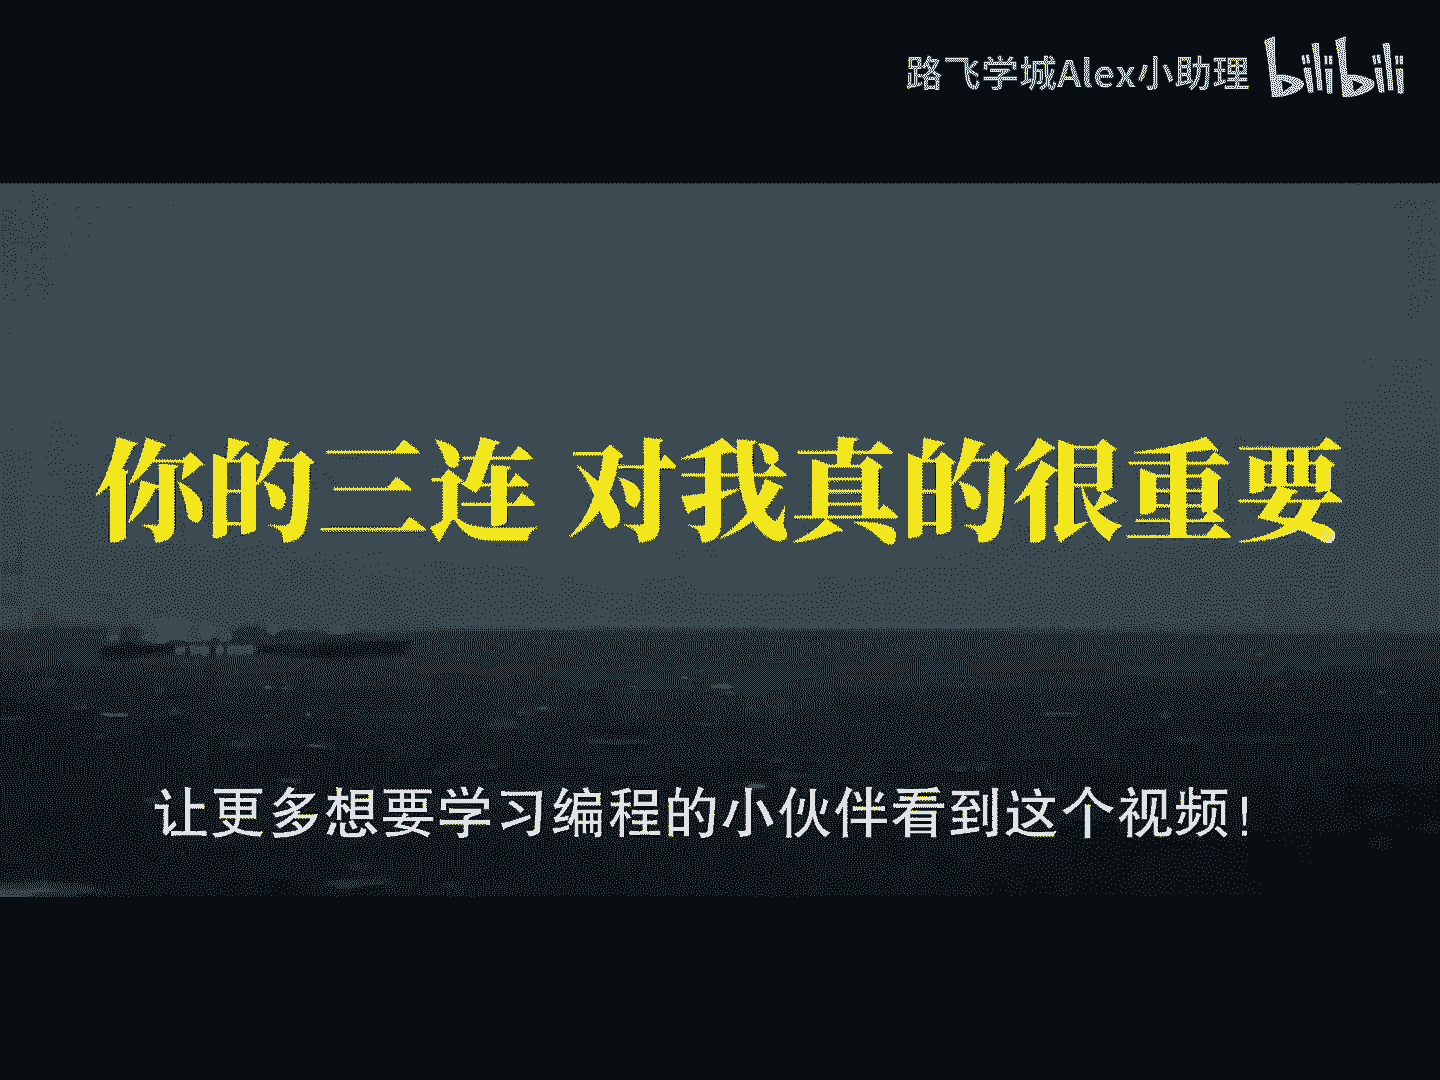 路飞学城Alex小助理 bilibili
你的三连 对我真的很重要
让更多想要学习编程的小伙伴看到这个视频！